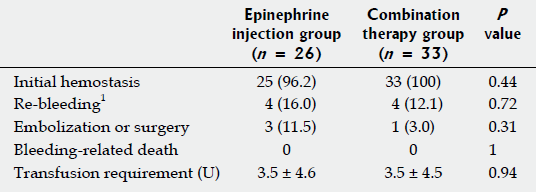 Epinephrine injection group (n = 26) Combination therapy group (n = 33) P value
Initial hemostasis 25 (96.2) 33 (100) 0.44
Re-bleeding1 4 (16.0) 4 (12.1) 0.72
Embolization or surgery 3 (11.5) 1 (3.0) 0.31
Bleeding-related death 0 0 1
Transfusion requirement (U) 3.5 ± 4.6 3.5 ± 4.5 0.94